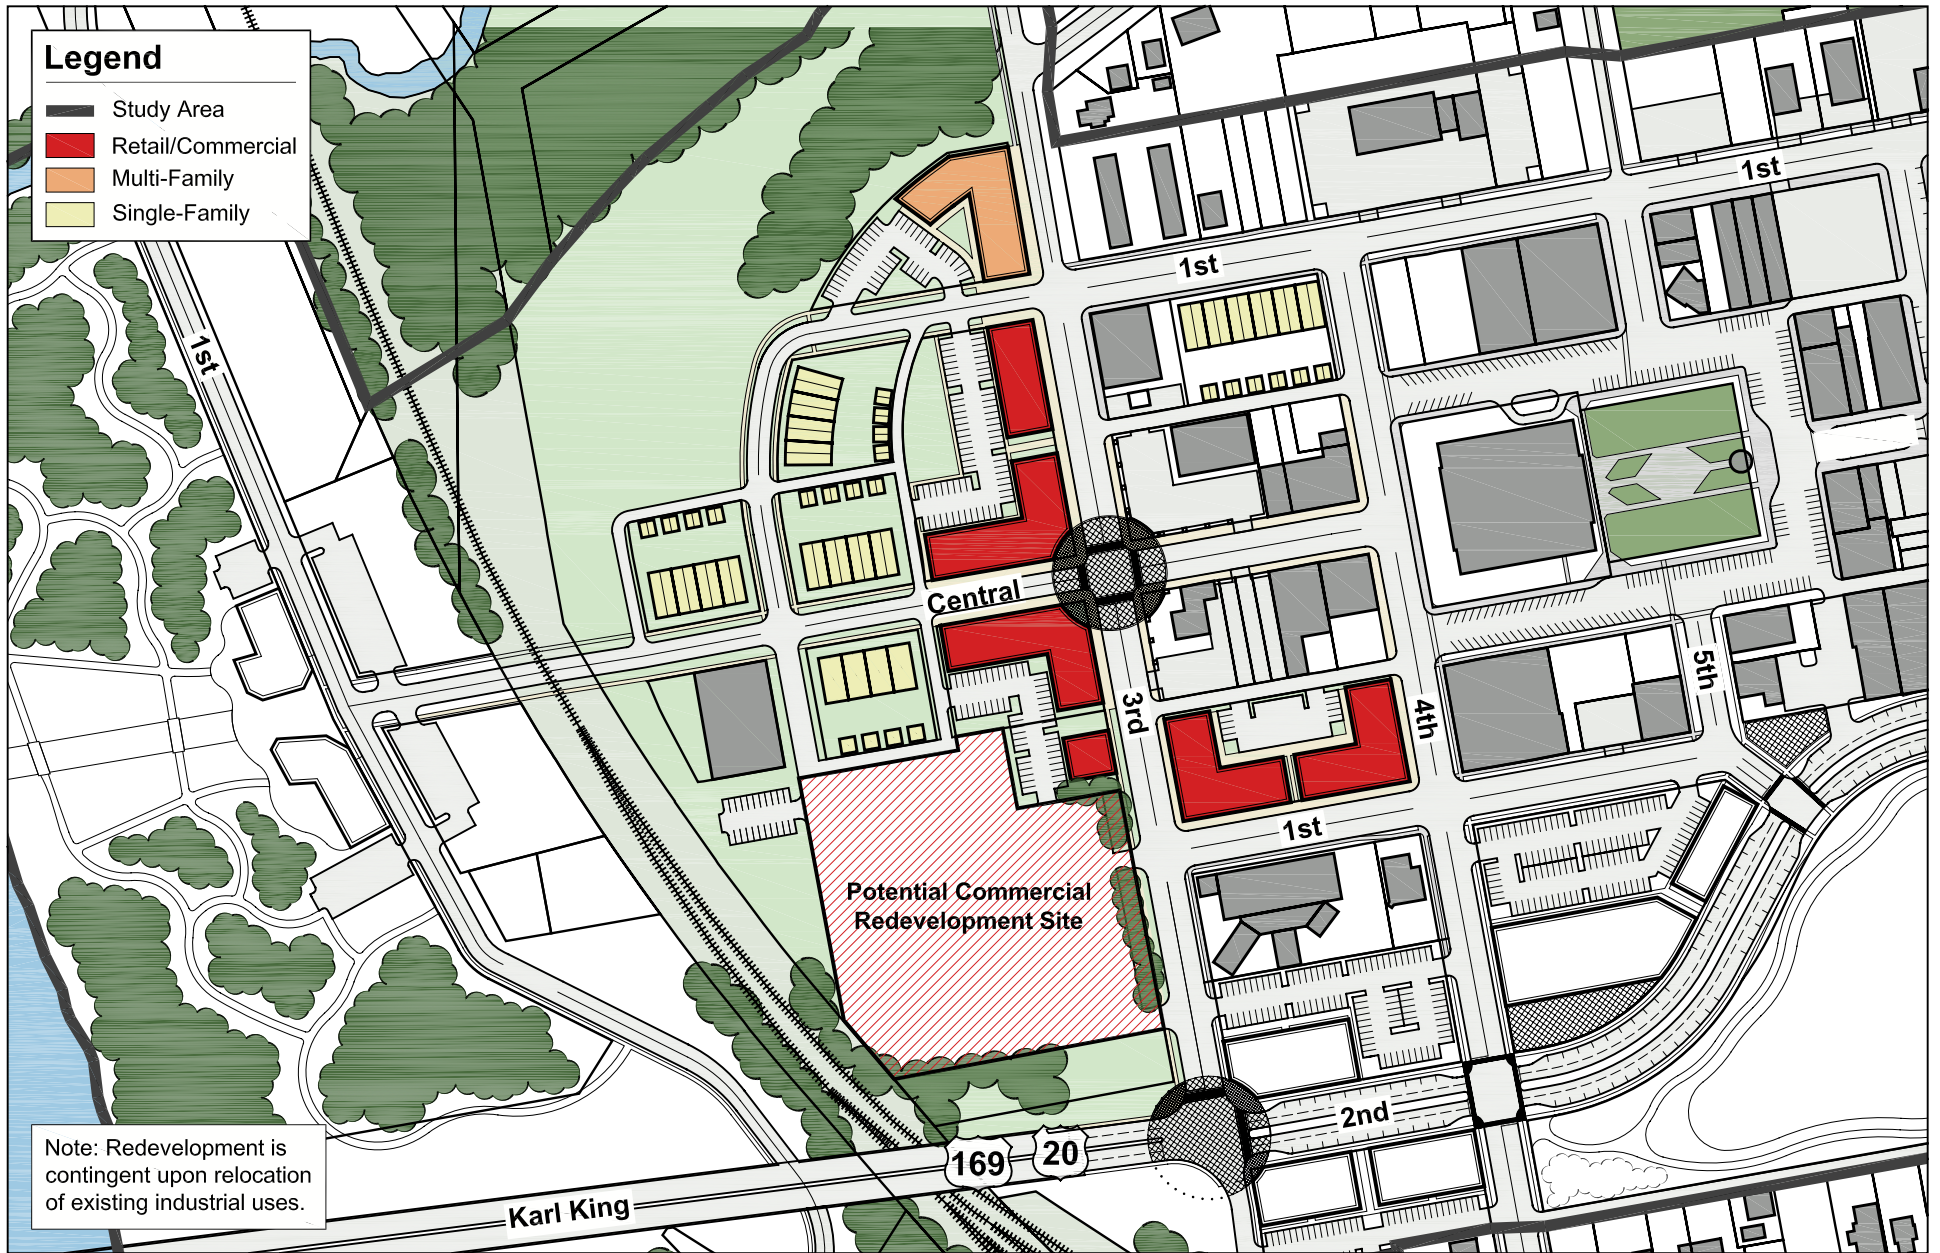 Legend
Study Area
Retail/Commercial
Multi-Family
Single-Family
1st
1st
1st
Central
3rd
4th
5th
1st
Potential Commercial
Redevelopment Site
2nd
169
20
Karl King
Note: Redevelopment is
contingent upon relocation
of existing industrial uses.